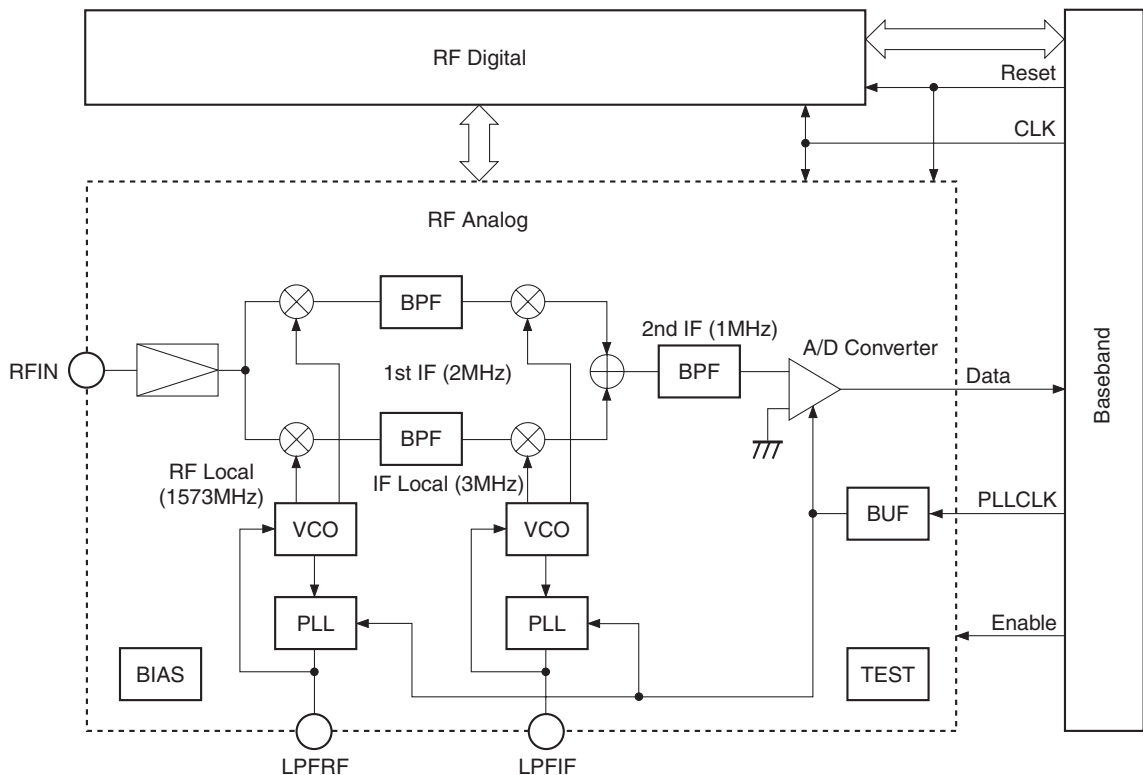 RF Digital
Reset
CLK
RF Analog
BPF
2nd IF (1MHz)
A/D Converter
RFIN
1st IF (2MHz)
BPF
Data
Baseband
BPF
RF Local
(1573MHz)
IF Local (3MHz)
VCO
VCO
BUF
PLLCLK
PLL
PLL
Enable
BIAS
TEST
LPFRF
LPFIF